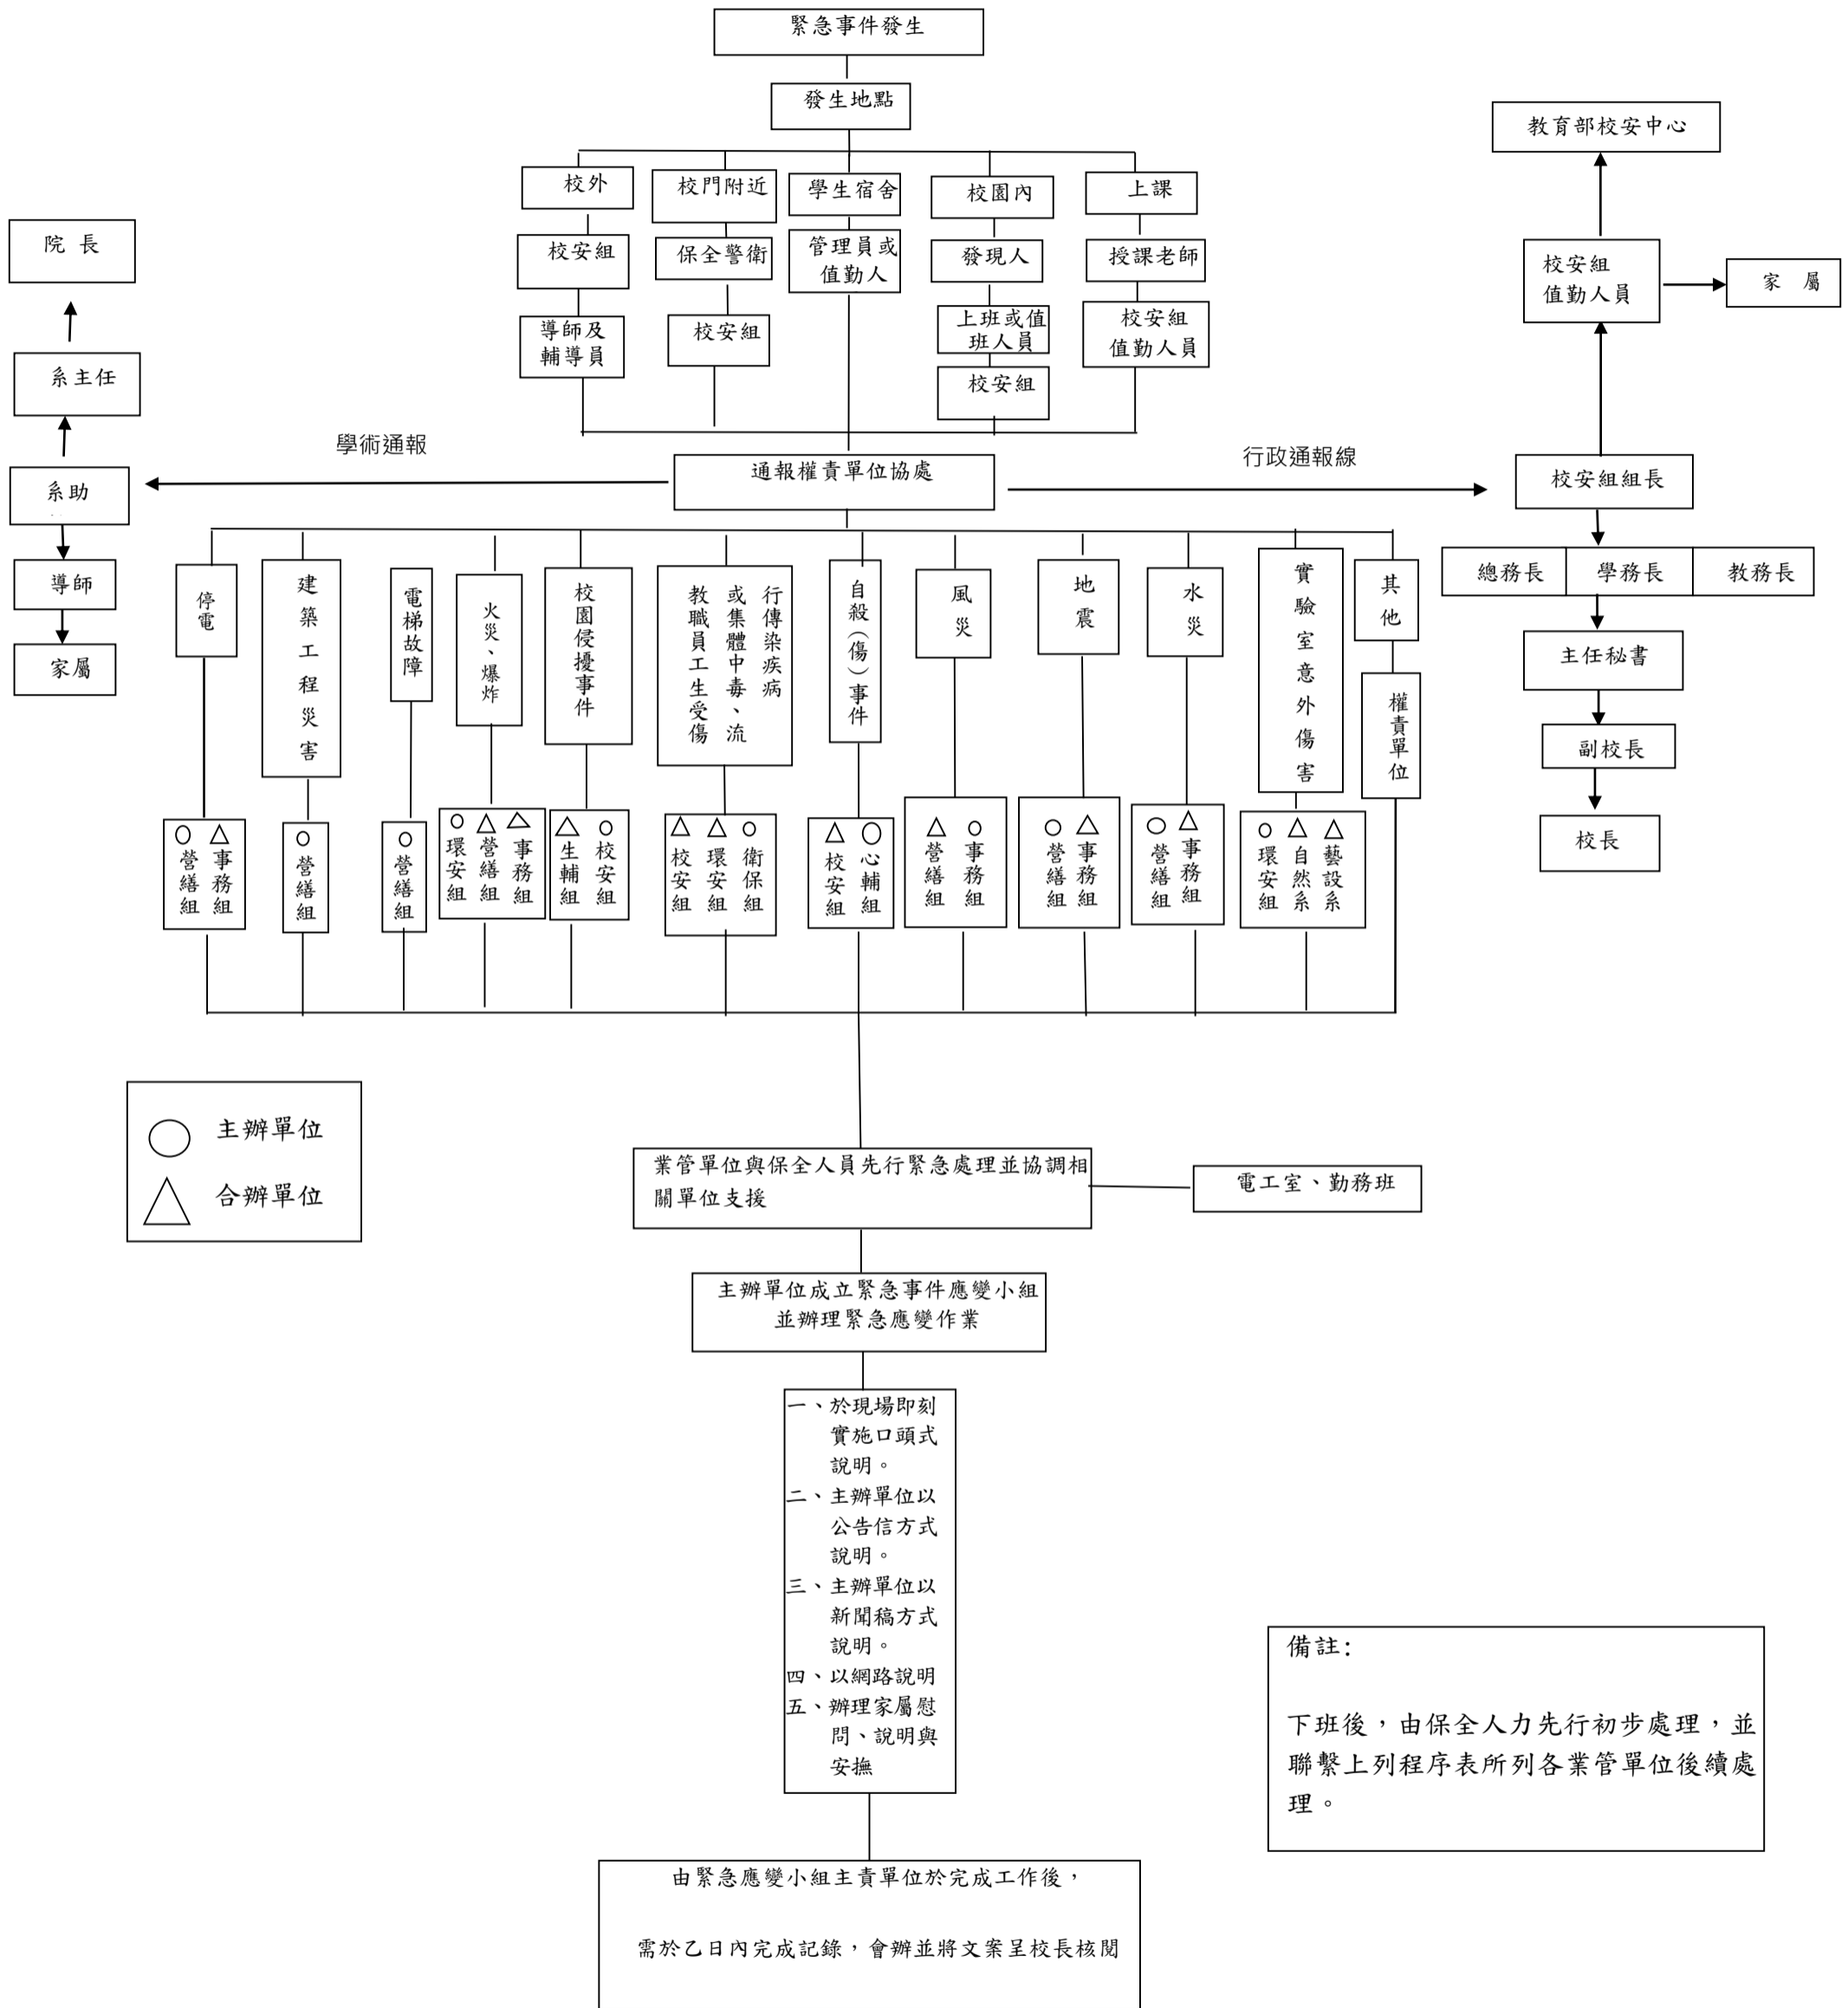 緊急事件發生
發生地點
教育部校安中心
校外
校門附近
學生宿舍
校園內
上課
院 長
校安組
保全警衛
管理員或
值勤人
發現人
授課老師
校安組
值勤人員
家 屬
導師及
輔導員
校安組
上班或值
班人員
校安組
值勤人員
系主任
校安組
學術通報
行政通報線
通報權責單位協處
系助
校安組組長
導師
家屬
總務長
學務長
教務長
主任秘書
副校長
校長
停電
建築工程災害
電梯故障
火災、爆炸
校園侵擾事件
行傳染疾病
或集體中毒、流
教職員工生受傷
自殺（傷）事件
風災
地震
水災
實驗室意外傷害
其他
權責單位
○營繕組
△事務組
○營繕組
○營繕組
○環安組
△營繕組
△事務組
△生輔組
○校安組
△校安組
△環安組
○衛保組
△校安組
○心輔組
△營繕組
○事務組
○營繕組
△事務組
○營繕組
△事務組
○環安組
△自然系
△藝設系
○ 主辦單位
△ 合辦單位
業管單位與保全人員先行緊急處理並協調相
關單位支援
電工室、勤務班
主辦單位成立緊急事件應變小組
並辦理緊急應變作業
一、於現場即刻
實施口頭式
說明。
二、主辦單位以
公告信方式
說明。
三、主辦單位以
新聞稿方式
說明。
四、以網路說明
五、辦理家屬慰
問、說明與
安撫
備註:
下班後，由保全人力先行初步處理，並
聯繫上列程序表所列各業管單位後續處
理。
由緊急應變小組主責單位於完成工作後，
需於乙日內完成記錄，會辦並將文案呈校長核閱